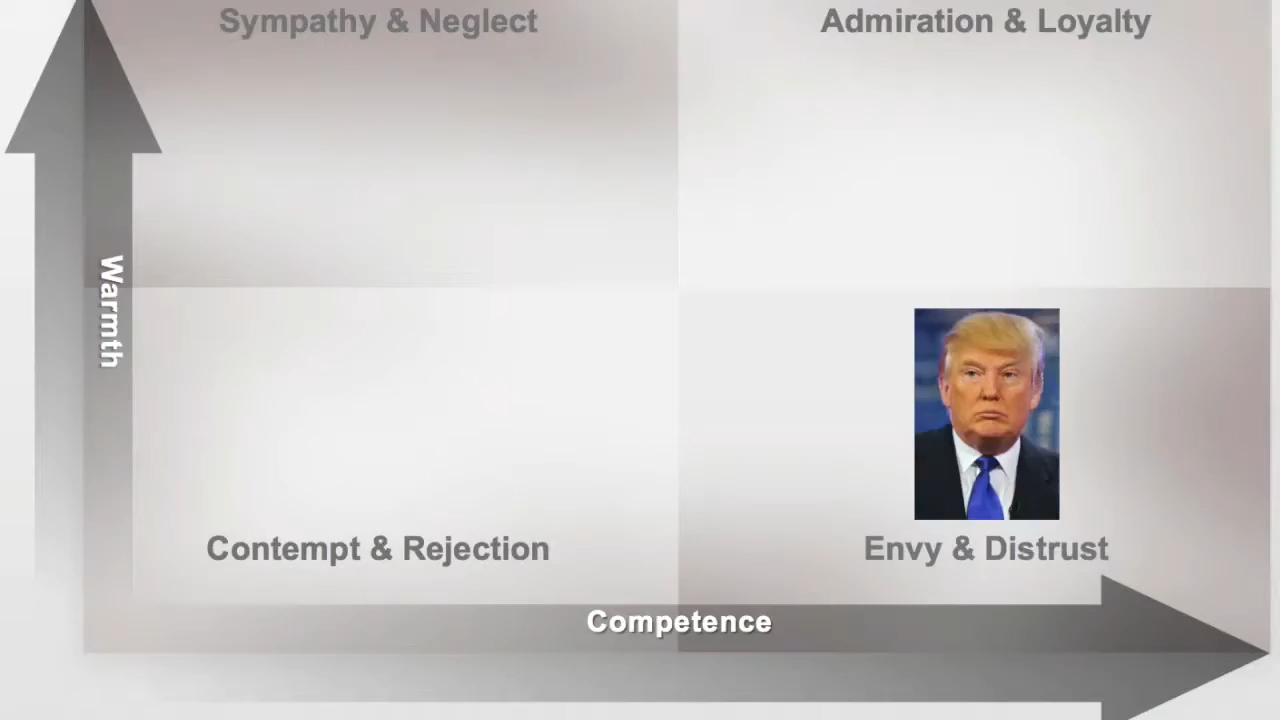 Sympathy & Neglect
Admiration & Loyalty
Warmth
Contempt & Rejection
Envy & Distrust
Competence